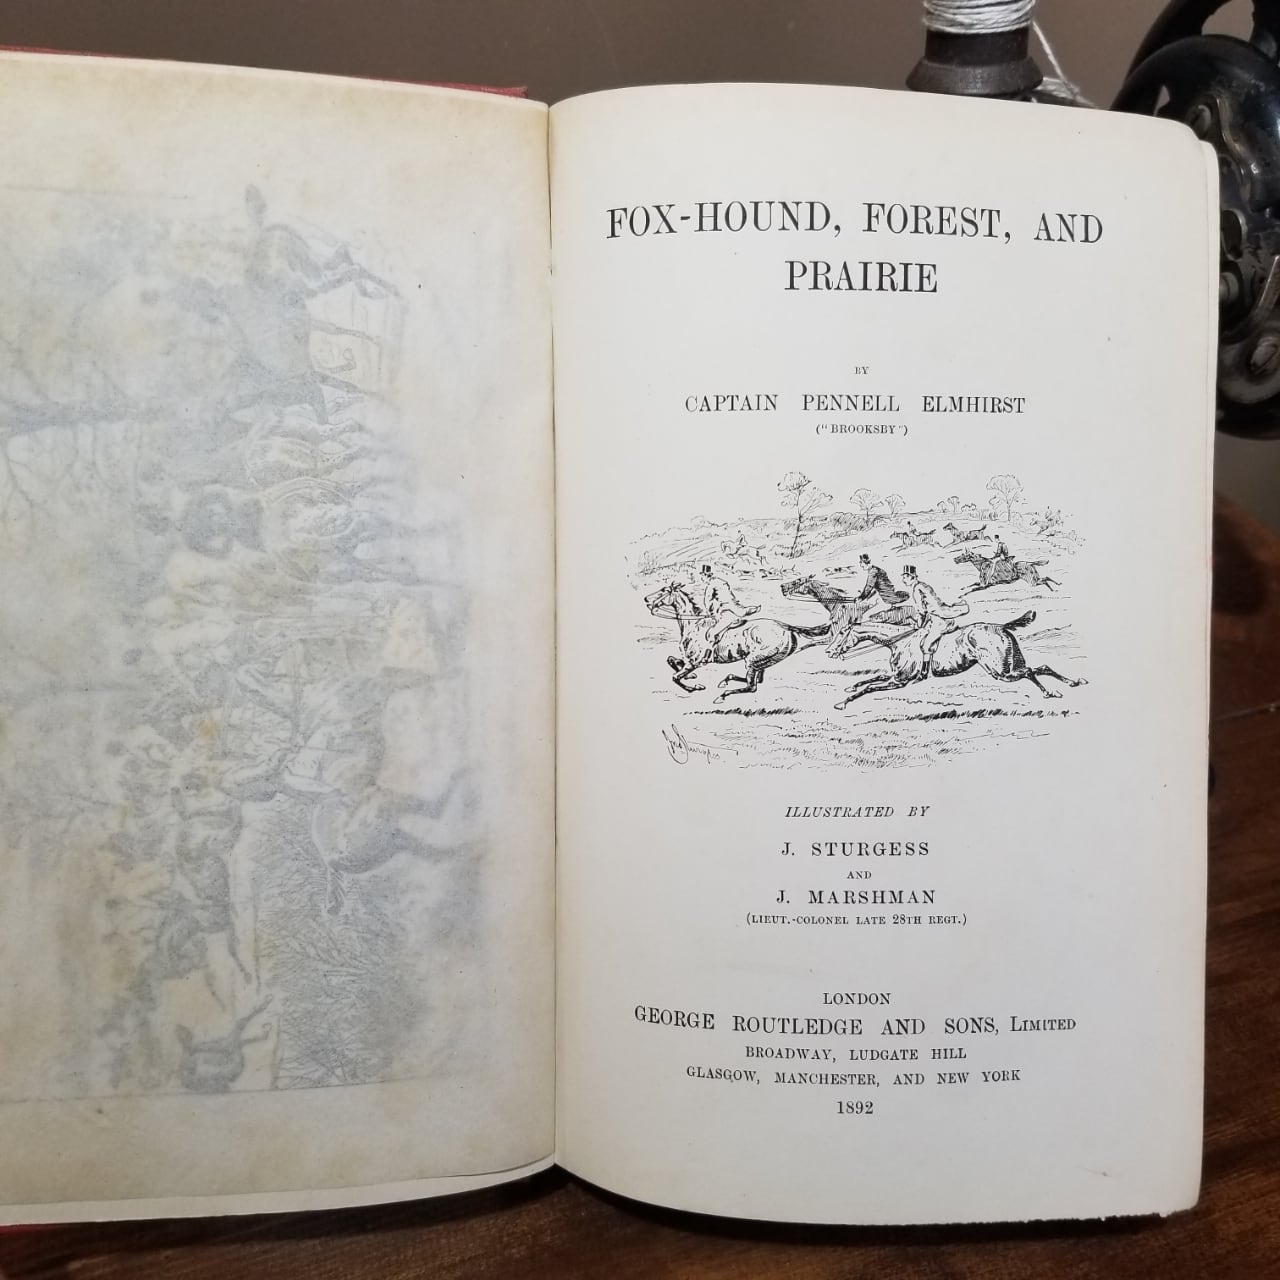 FOX-HOUND, FOREST, AND
PRAIRIE
BY
CAPTAIN PENNELL ELMHIRST
("BROOKSBY")
ILLUSTRATED BY
J. STURGESS
AND
J. MARSHMAN
(LIEUT.-COLONEL LATE 28TH REGT.)
LONDON
GEORGE ROUTLEDGE AND SONS, LIMITED
BROADWAY, LUDGATE HILL
GLASGOW, MANCHESTER, AND NEW YORK
1892